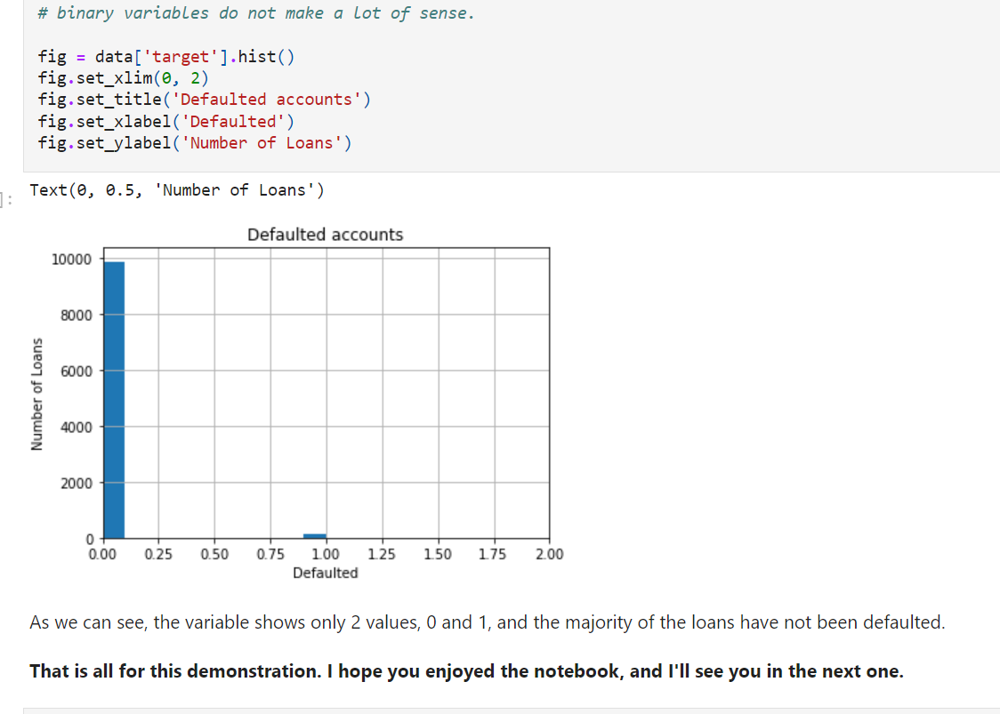 # binary variables do not make a lot of sense.
fig = data['target'].hist()
fig.set_xlim(0, 2)
fig.set_title('Defaulted accounts')
fig.set_xlabel('Defaulted')
fig.set_ylabel('Number of Loans')
]:
Text(0, 0.5, 'Number of Loans')
Defaulted accounts
Number of Loans
10000
8000
6000
4000
2000
0
0.00 0.25 0.50 0.75 1.00 1.25 1.50 1.75 2.00
Defaulted
As we can see, the variable shows only 2 values, 0 and 1, and the majority of the loans have not been defaulted.
That is all for this demonstration. I hope you enjoyed the notebook, and I'll see you in the next one.